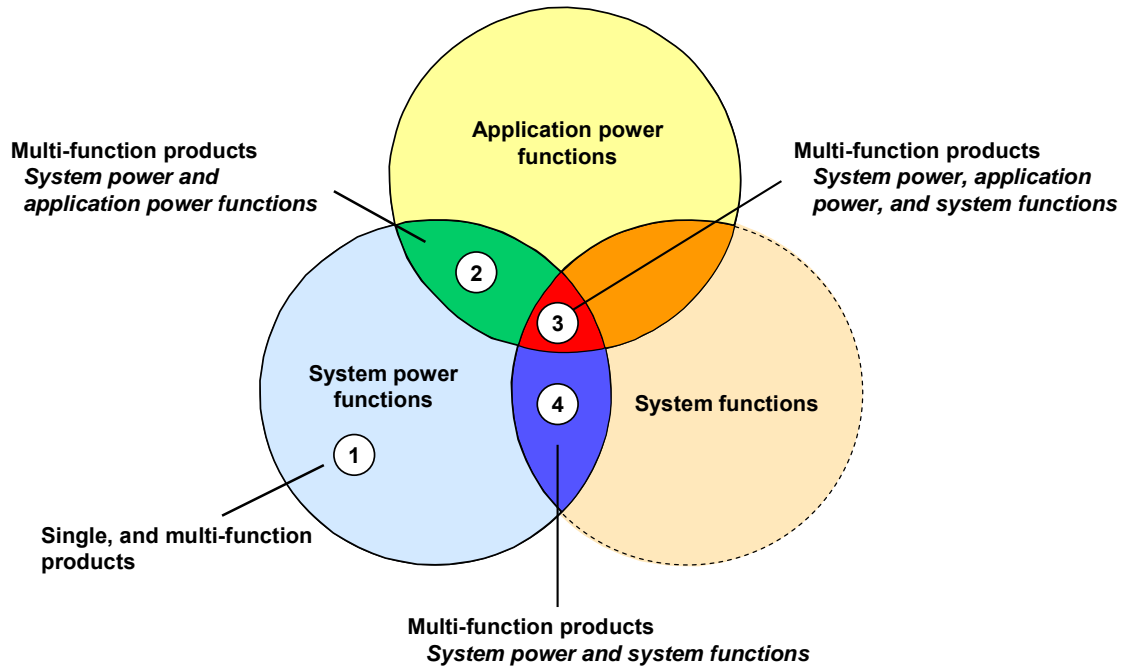 Application power
functions
Multi-function products
System power and
application power functions
Multi-function products
System power, application
power, and system functions
2
3
System power
functions
4
System functions
1
Single, and multi-function
products
Multi-function products
System power and system functions